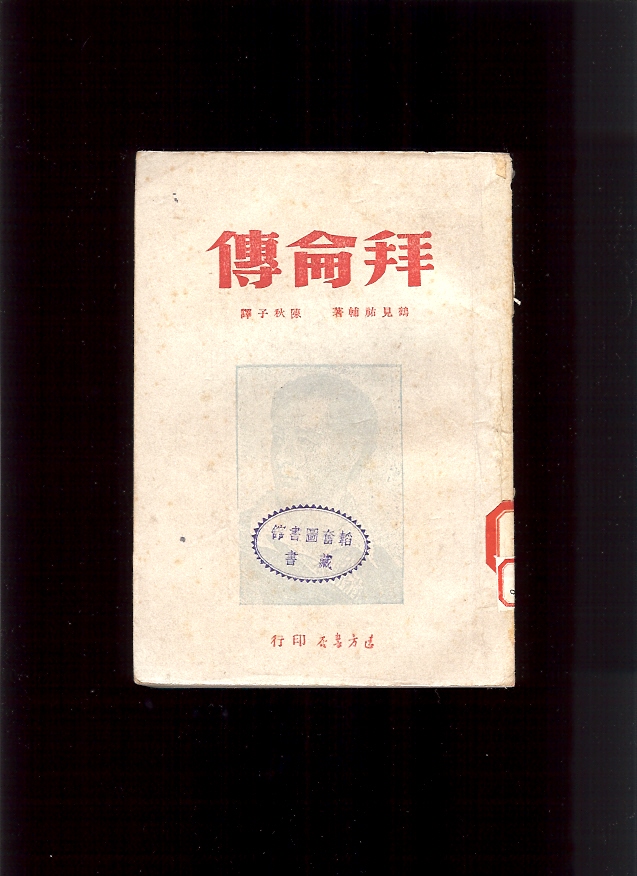 拜倫傳
鶴見祐輔著 陳秋子譯
韜奮圖書館
藏書
遠方書店印行